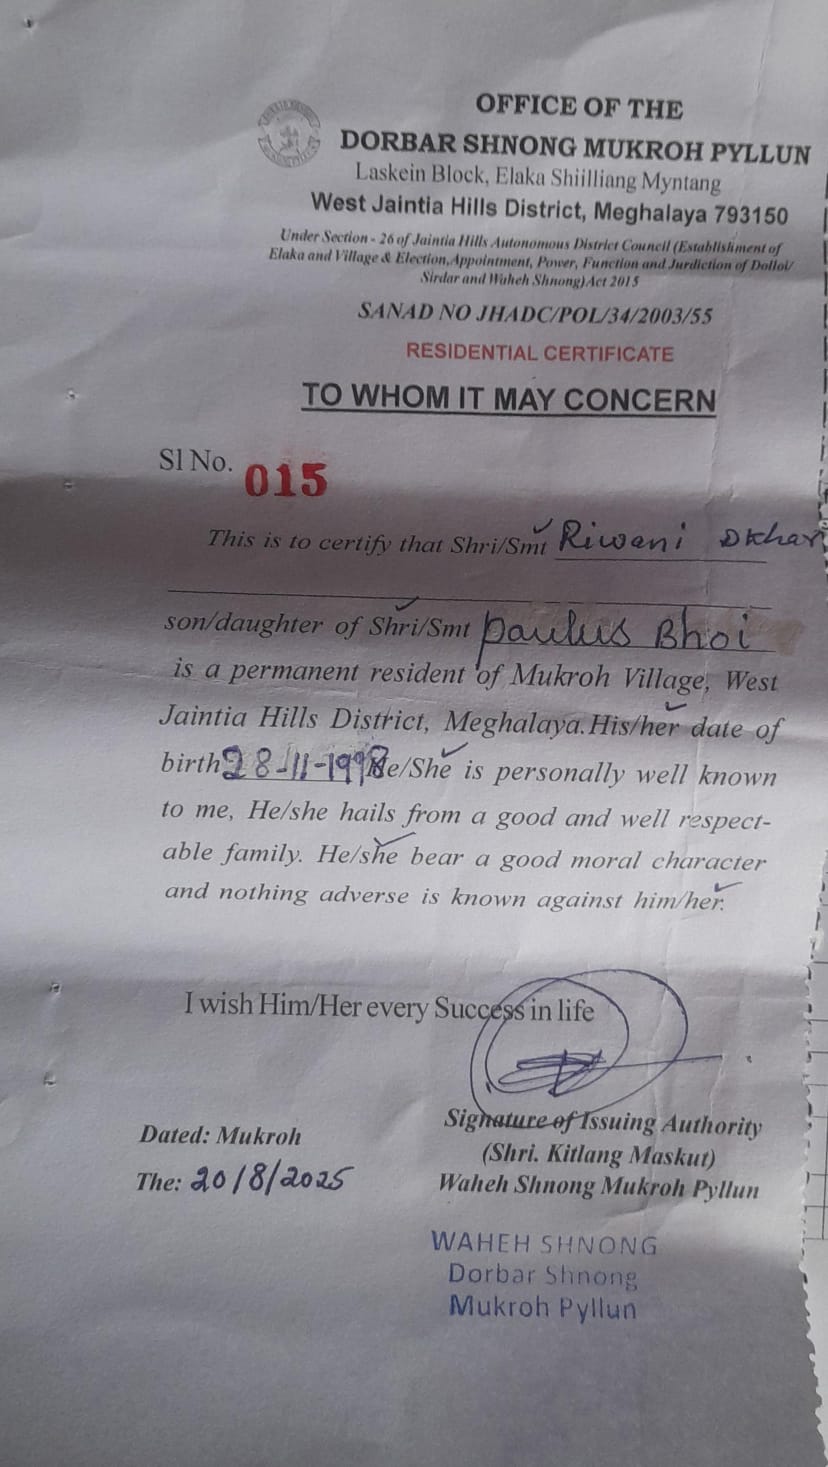 OFFICE OF THE
DORBAR SHNONG MUKROH PYLLUN
Laskein Block, Elaka Shiilliang Myntang
West Jaintia Hills District, Meghalaya 793150
Under Section - 26 of Jaintia Hills Autonomous District Council (Establishment of
Elaka and Village & Election,Appointment, Power, Function and Jurdiction of Dolloi/
Sirdar and Waheh Shnong)Act 2015
SANAD NO JHADC/POL/34/2003/55
RESIDENTIAL CERTIFICATE
TO WHOM IT MAY CONCERN
Sl No. 015
This is to certify that Shri/Smt Riwani Dkhar
son/daughter of Shri/Smt Paulus Bhoi
is a permanent resident of Mukroh Village, West
Jaintia Hills District, Meghalaya.His/her date of
birth 28-11-1998 He/She is personally well known
to me, He/she hails from a good and well respect-
able family. He/she bear a good moral character
and nothing adverse is known against him/her.
I wish Him/Her every Success in life
Signature of Issuing Authority
Dated: Mukroh
(Shri. Kitlang Maskut)
The: 20/8/2025
Waheh Shnong Mukroh Pyllun
WAHEH SHNONG
Dorbar Shnong
Mukroh Pyllun